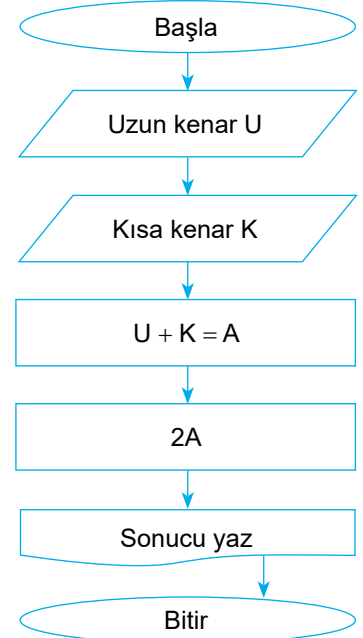 Başla
Uzun kenar U
Kısa kenar K
U + K = A
2A
Sonucu yaz
Bitir